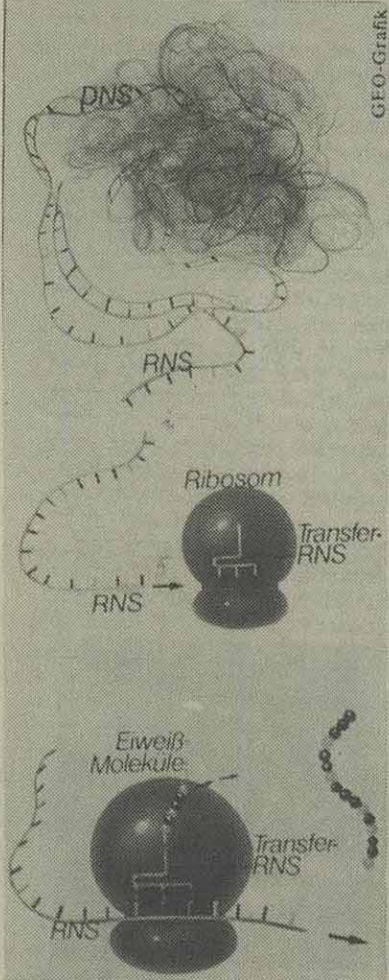 GEO-Grafik
DNS
RNS
Ribosom
Transfer-
RNS
RNS
Eiweiß-
Moleküle
Transfer-
RNS
RNS